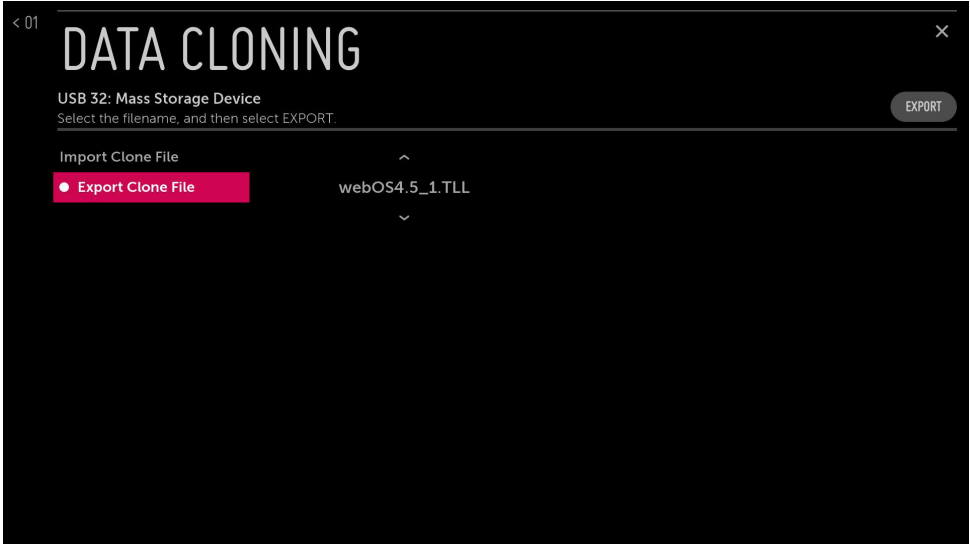 < 01
DATA CLONING
USB 32: Mass Storage Device
Select the filename, and then select EXPORT.
EXPORT
Import Clone File
Export Clone File
webOS4.5_1.TLL